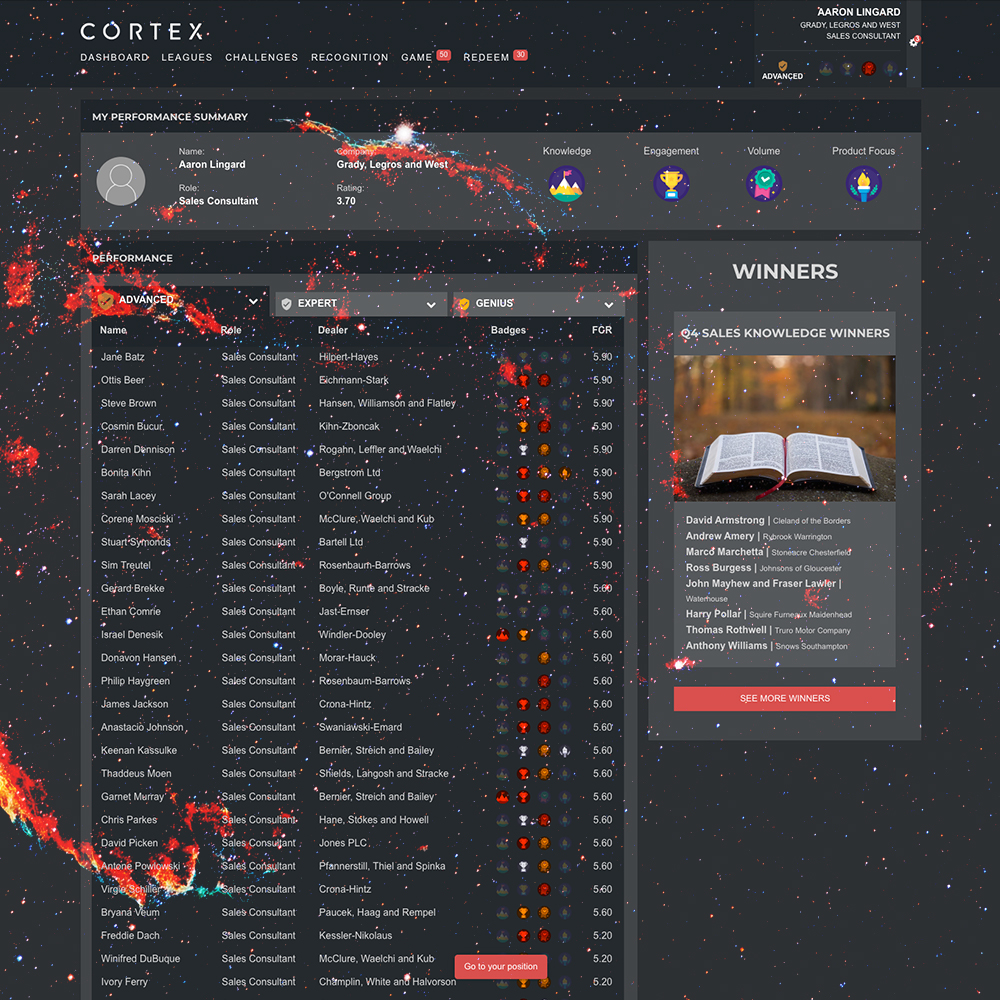 CORTEX
AARON LINGARD
GRADY, LEGROS AND WEST
SALES CONSULTANT
DASHBOARD LEAGUES CHALLENGES RECOGNITION GAME 50 REDEEM 30
ADVANCED
MY PERFORMANCE SUMMARY
Name: Company: Knowledge Engagement Volume Product Focus
Aaron Lingard Grady, Legros and West
Role: Rating:
Sales Consultant 3.70
PERFORMANCE
ADVANCED EXPERT GENIUS
Name Role Dealer Badges FGR
Jane Batz Sales Consultant Hilpert-Hayes 5.90
Ottis Beer Sales Consultant Eichmann-Stark 5.90
Steve Brown Sales Consultant Hansen, Williamson and Flatley 5.90
Cosmin Bucur. Sales Consultant Kihn-Zboncak 5.90
Darren Dennison Sales Consultant Rogahn, Leffler and Waelchi 5.90
Bonita Kihn Sales Consultant Bergstrom Ltd 5.90
Sarah Lacey Sales Consultant O'Connell Group 5.90
Corene Mosciski Sales Consultant McClure, Waelchi and Kub 5.90
Stuart Symonds Sales Consultant Bartell Ltd 5.90
Sim Treutel Sales Consultant Rosenbaum-Barrows 5.90
Gerard Brekke Sales Consultant Boyle, Runte and Stracke 5.60
Ethan Comrie Sales Consultant Jast-Ernser 5.60
Israel Denesik Sales Consultant Windler-Dooley 5.60
Donavon Hansen Sales Consultant Morar-Hauck 5.60
Philip Haygreen Sales Consultant Rosenbaum-Barrows 5.60
James Jackson Sales Consultant Crona-Hintz 5.60
Anastacio Johnson Sales Consultant Swaniawski-Emard 5.60
Keenan Kassulke Sales Consultant Bernier, Streich and Bailey 5.60
Thaddeus Moen Sales Consultant Shields, Langosh and Stracke 5.60
Garnet Murray Sales Consultant Bernier, Streich and Bailey 5.60
Chris Parkes Sales Consultant Hane, Stokes and Howell 5.60
David Picken Sales Consultant Jones PLC 5.60
Antone Powlowski Sales Consultant Pfannerstill, Thiel and Spinka 5.60
Virgie Schiller Sales Consultant Crona-Hintz 5.60
Bryana Veum Sales Consultant Paucek, Haag and Rempel 5.60
Freddie Dach Sales Consultant Kessler-Nikolaus 5.20
Winifred DuBuque Sales Consultant McClure, Waelchi and Kub 5.20
Ivory Ferry Sales Consultant Champlin, White and Halvorson 5.20
Go to your position
WINNERS
Q4 SALES KNOWLEDGE WINNERS
David Armstrong | Cleland of the Borders
Andrew Amery | Rybrook Warrington
Marco Marchetta | Stoneacre Chesterfield
Ross Burgess | Johnsons of Gloucester
John Mayhew and Fraser Lawler |
Waterhouse
Harry Pollar | Squire Furneaux Maidenhead
Thomas Rothwell | Truro Motor Company
Anthony Williams | Snows Southampton
SEE MORE WINNERS